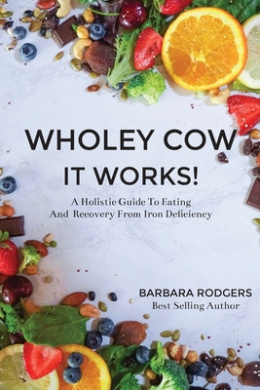 WHOLEY COW
IT WORKS!
A Holistic Guide To Eating
And Recovery From Iron Deficiency
BARBARA RODGERS
Best Selling Author